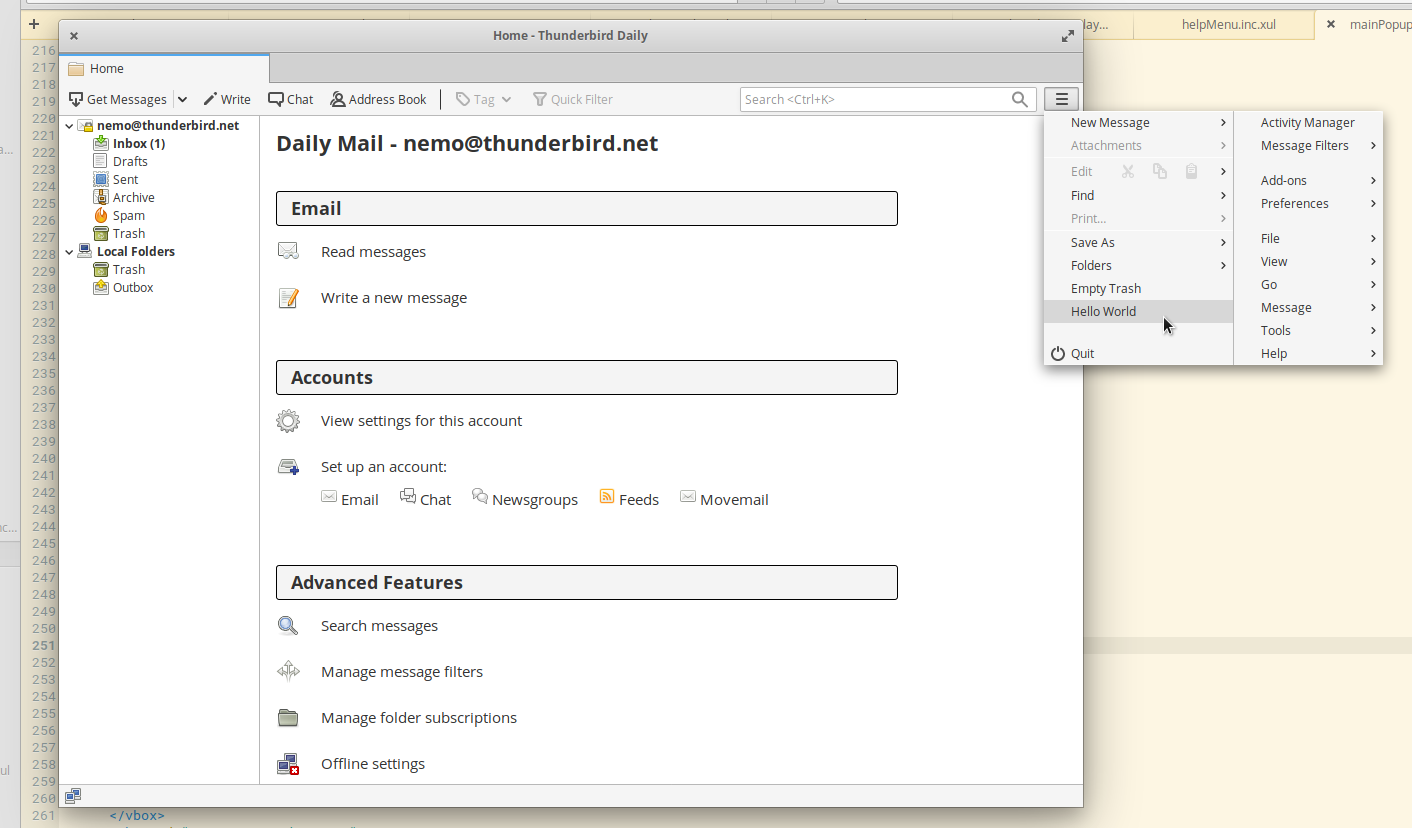 +
ay...
helpMenu.inc.xul
mainPopup
Home - Thunderbird Daily
Home
Get Messages
Write
Chat
Address Book
Tag
Quick Filter
Search <Ctrl+K>
nemo@thunderbird.net
Inbox (1)
Drafts
Sent
Archive
Spam
Trash
Local Folders
Trash
Outbox
Daily Mail - nemo@thunderbird.net
Email
Read messages
Write a new message
Accounts
View settings for this account
Set up an account:
Email Chat Newsgroups Feeds Movemail
Advanced Features
Search messages
Manage message filters
Manage folder subscriptions
Offline settings
New Message
Attachments
Edit
Find
Print...
Save As
Folders
Empty Trash
Hello World
Quit
Activity Manager
Message Filters
Add-ons
Preferences
File
View
Go
Message
Tools
Help
a...
nc...
ul
216
217
218
219
220
221
222
223
224
225
226
227
228
229
230
231
232
233
234
235
236
237
238
239
240
241
242
243
244
245
246
247
248
249
250
251
252
253
254
255
256
257
258
259
260
261 </vbox>